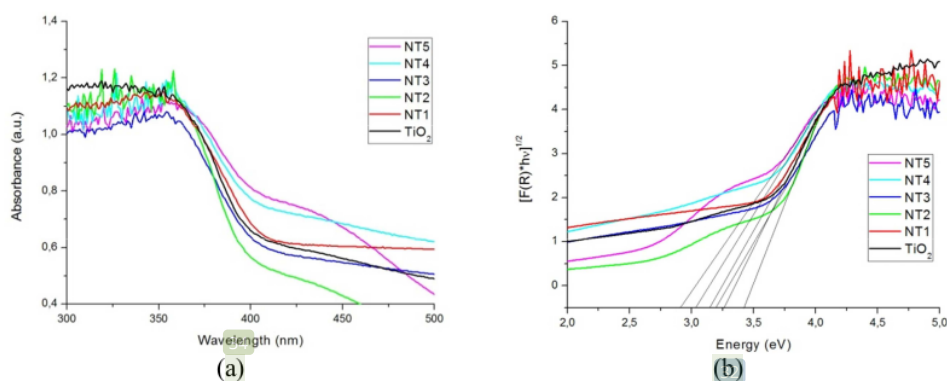 1,4
1,2
1,0
0,8
0,6
0,4
Absorbance (a.u.)
300 350 400 450 500
Wavelength (nm)
NT5
NT4
NT3
NT2
NT1
TiO₂
34
(a)
6
5
4
3
2
1
0
[F(R)*hν]^1/2
2,0 2,5 3,0 3,5 4,0 4,5 5,0
Energy (eV)
NT5
NT4
NT3
NT2
NT1
TiO₂
(b)